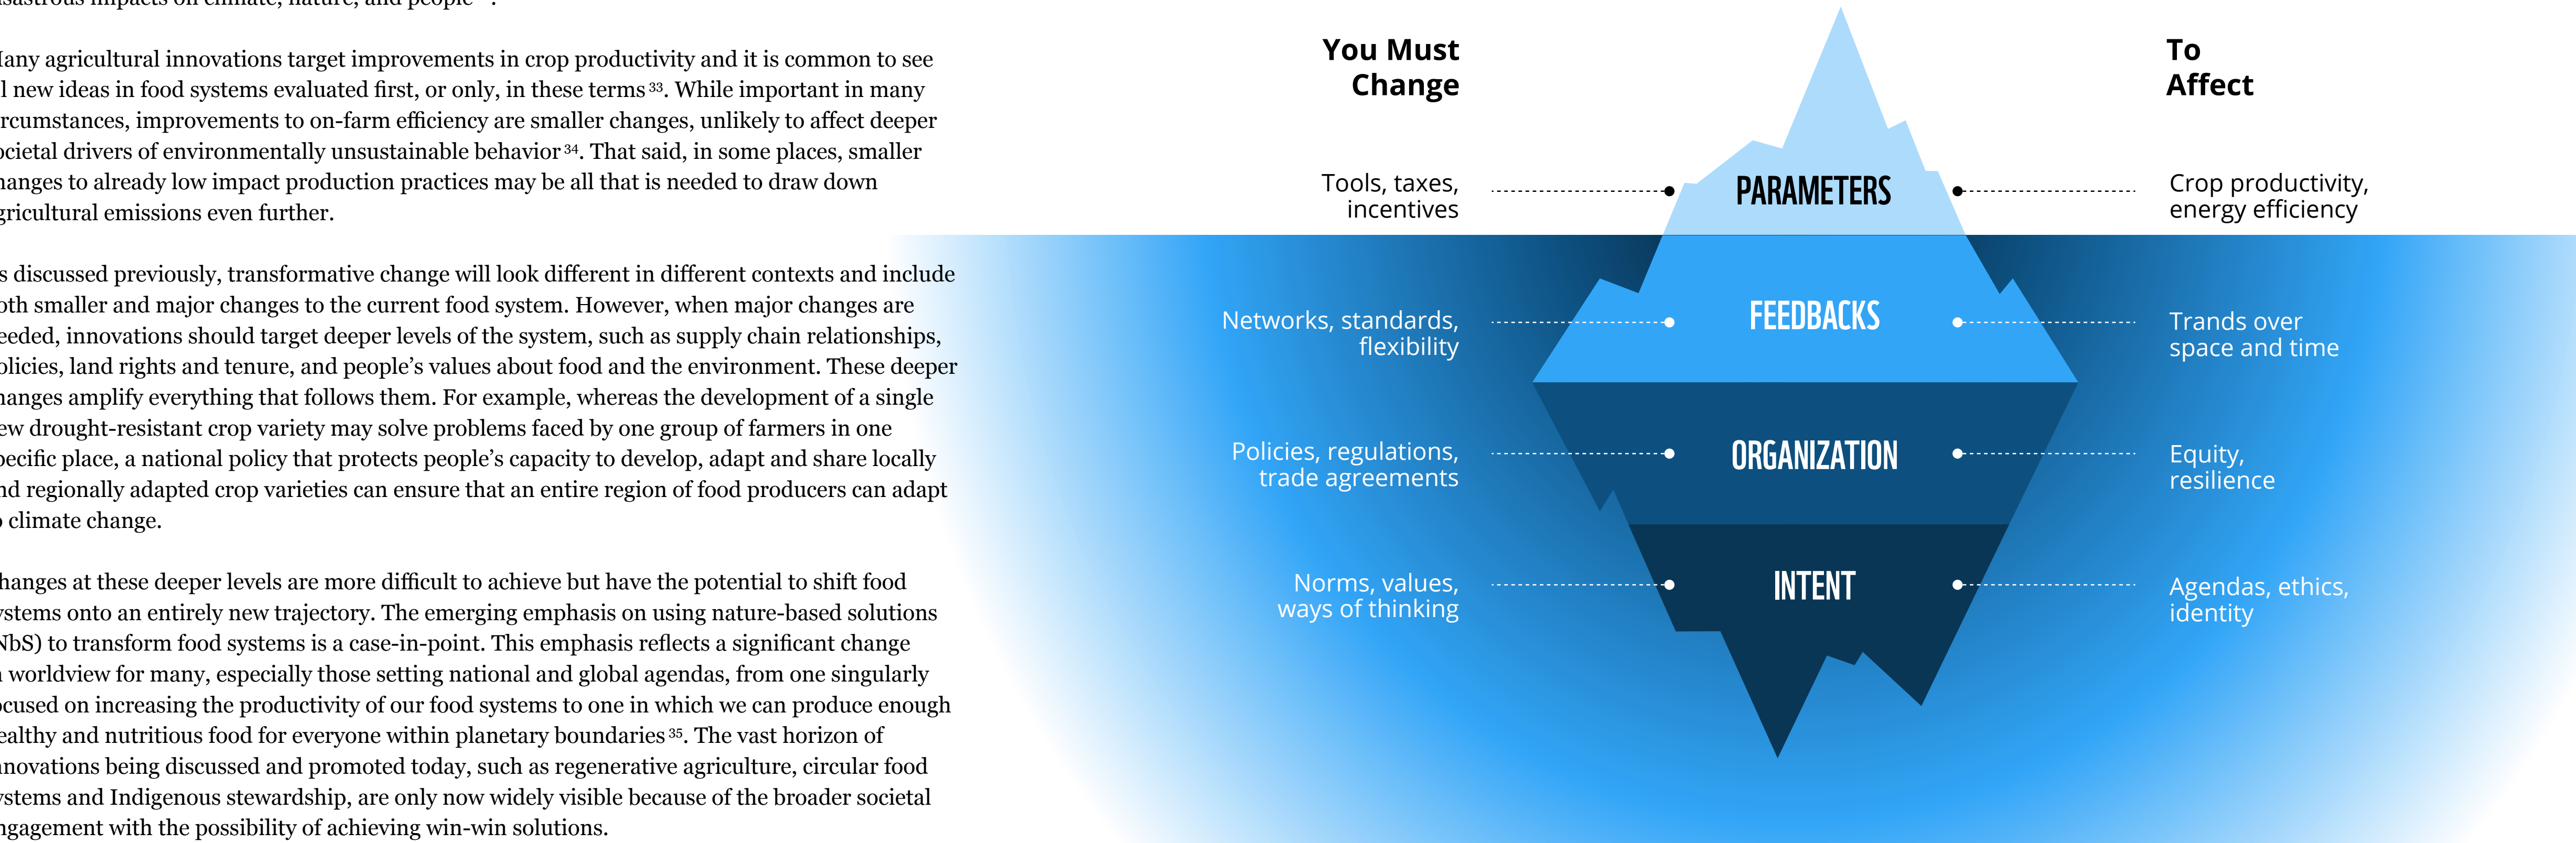 sastrous impacts on climate, nature, and people
any agricultural innovations target improvements in crop productivity and it is common to see
l new ideas in food systems evaluated first, or only, in these terms 33. While important in many
rcumstances, improvements to on-farm efficiency are smaller changes, unlikely to affect deeper
ocietal drivers of environmentally unsustainable behavior 34. That said, in some places, smaller
hanges to already low impact production practices may be all that is needed to draw down
gricultural emissions even further.
s discussed previously, transformative change will look different in different contexts and include
oth smaller and major changes to the current food system. However, when major changes are
eeded, innovations should target deeper levels of the system, such as supply chain relationships,
olicies, land rights and tenure, and people’s values about food and the environment. These deeper
hanges amplify everything that follows them. For example, whereas the development of a single
ew drought-resistant crop variety may solve problems faced by one group of farmers in one
pecific place, a national policy that protects people’s capacity to develop, adapt and share locally
nd regionally adapted crop varieties can ensure that an entire region of food producers can adapt
o climate change.
hanges at these deeper levels are more difficult to achieve but have the potential to shift food
ystems onto an entirely new trajectory. The emerging emphasis on using nature-based solutions
NbS) to transform food systems is a case-in-point. This emphasis reflects a significant change
n worldview for many, especially those setting national and global agendas, from one singularly
ocused on increasing the productivity of our food systems to one in which we can produce enough
ealthy and nutritious food for everyone within planetary boundaries 35. The vast horizon of
nnovations being discussed and promoted today, such as regenerative agriculture, circular food
ystems and Indigenous stewardship, are only now widely visible because of the broader societal
ngagement with the possibility of achieving win-win solutions.
You Must
Change
To
Affect
Tools, taxes,
incentives
PARAMETERS
Crop productivity,
energy efficiency
Networks, standards,
flexibility
FEEDBACKS
Trands over
space and time
Policies, regulations,
trade agreements
ORGANIZATION
Equity,
resilience
Norms, values,
ways of thinking
INTENT
Agendas, ethics,
identity